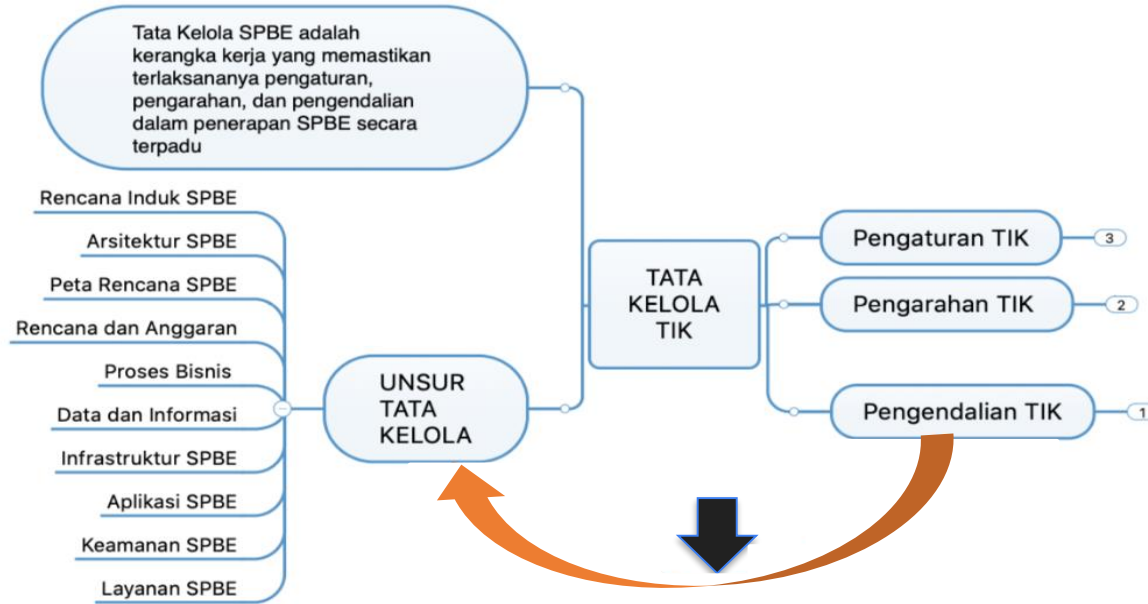 Tata Kelola SPBE adalah
kerangka kerja yang memastikan
terlaksananya pengaturan,
pengarahan, dan pengendalian
dalam penerapan SPBE secara
terpadu
Rencana Induk SPBE
Arsitektur SPBE
Peta Rencana SPBE
Rencana dan Anggaran
Proses Bisnis
Data dan Informasi
Infrastruktur SPBE
Aplikasi SPBE
Keamanan SPBE
Layanan SPBE
UNSUR
TATA
KELOLA
TATA
KELOLA
TIK
Pengaturan TIK
3
Pengarahan TIK
2
Pengendalian TIK
1